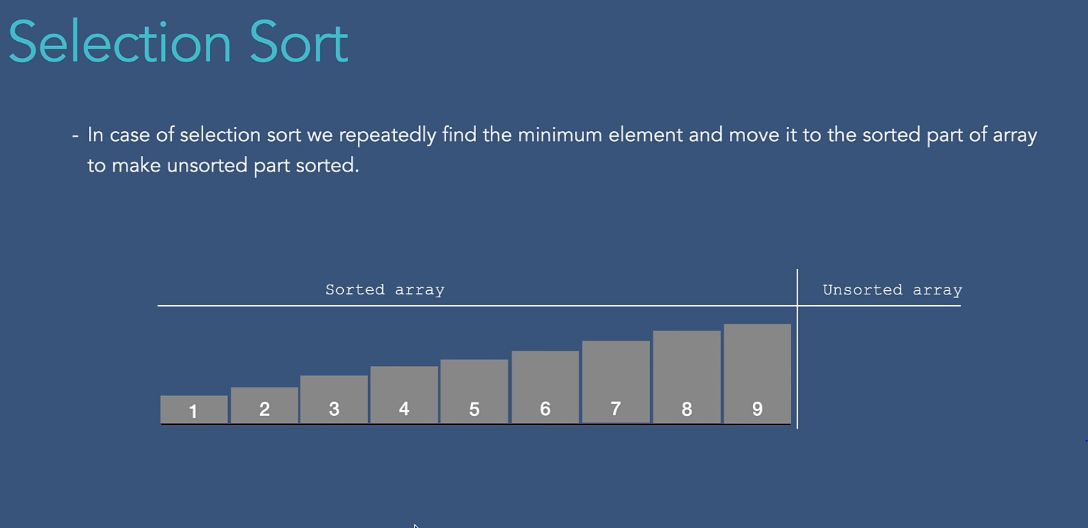 Selection Sort
- In case of selection sort we repeatedly find the minimum element and move it to the sorted part of array
to make unsorted part sorted.
Sorted array
Unsorted array
1 2 3 4 5 6 7 8 9